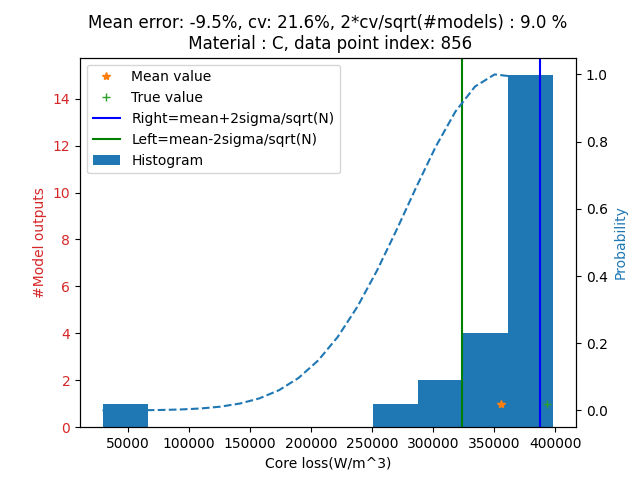 Mean error: -9.5%, cv: 21.6%, 2*cv/sqrt(#models) : 9.0 %
Material : C, data point index: 856
Mean value
True value
Right=mean+2sigma/sqrt(N)
Left=mean-2sigma/sqrt(N)
Histogram
#Model outputs
14
12
10
8
6
4
2
0
1.0
0.8
0.6
0.4
0.2
0.0
Probability
50000 100000 150000 200000 250000 300000 350000 400000
Core loss(W/m^3)